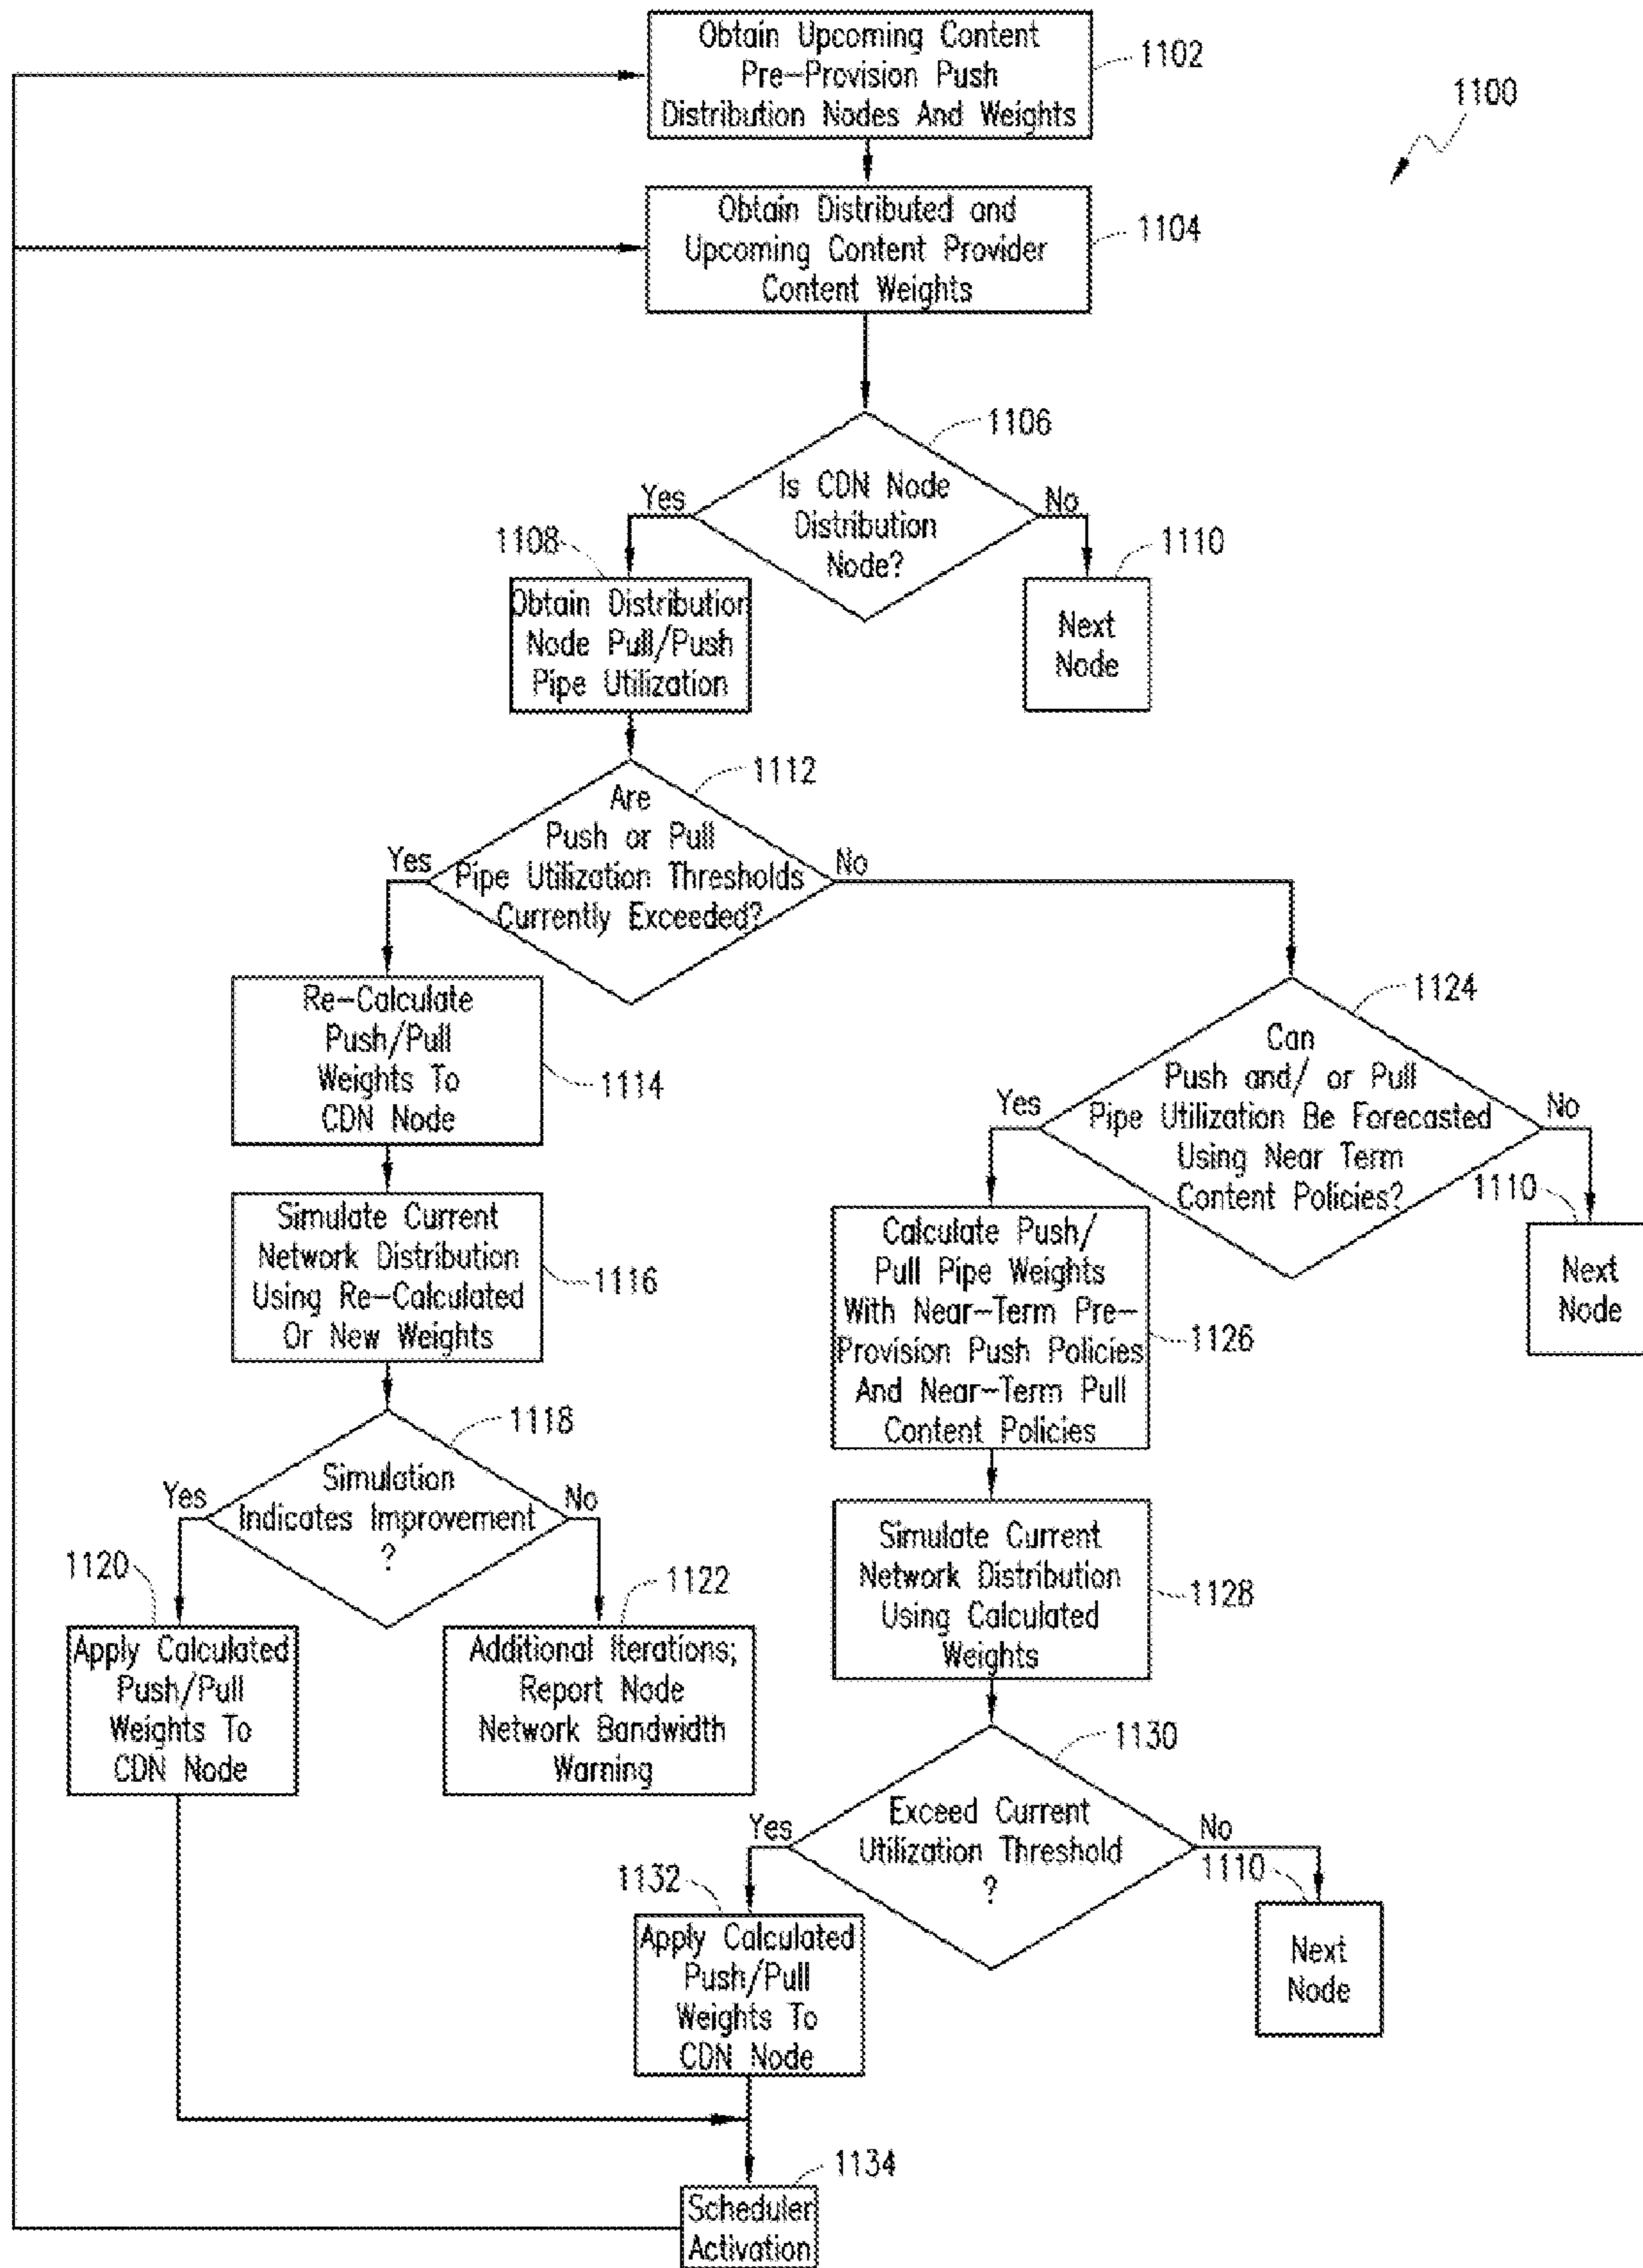 Obtain Upcoming Content
Pre-Provision Push
Distribution Nodes And Weights
1102
1100
Obtain Distributed and
Upcoming Content Provider
Content Weights
1104
1106
Is CDN Node
Distribution
Node?
Yes
No
1108
Obtain Distribution
Node Pull/Push
Pipe Utilization
1110
Next
Node
1112
Are
Push or Pull
Pipe Utilization Thresholds
Currently Exceeded?
Yes
No
Re-Calculate
Push/Pull
Weights To
CDN Node
1114
1124
Can
Push and/ or Pull
Pipe Utilization Be Forecasted
Using Near Term
Content Policies?
Yes
No
1110
Next
Node
Simulate Current
Network Distribution
Using Re-Calculated
Or New Weights
1116
Calculate Push/
Pull Pipe Weights
With Near-Term Pre-
Provision Push Policies
And Near-Term Pull
Content Policies
1126
1118
Simulation
Indicates Improvement
?
Yes
No
1120
Apply Calculated
Push/Pull
Weights To
CDN Node
1122
Additional Iterations;
Report Node
Network Bandwidth
Warning
Simulate Current
Network Distribution
Using Calculated
Weights
1128
1130
Exceed Current
Utilization Threshold
?
Yes
No
1132
Apply Calculated
Push/Pull
Weights To
CDN Node
1110
Next
Node
1134
Scheduler
Activation